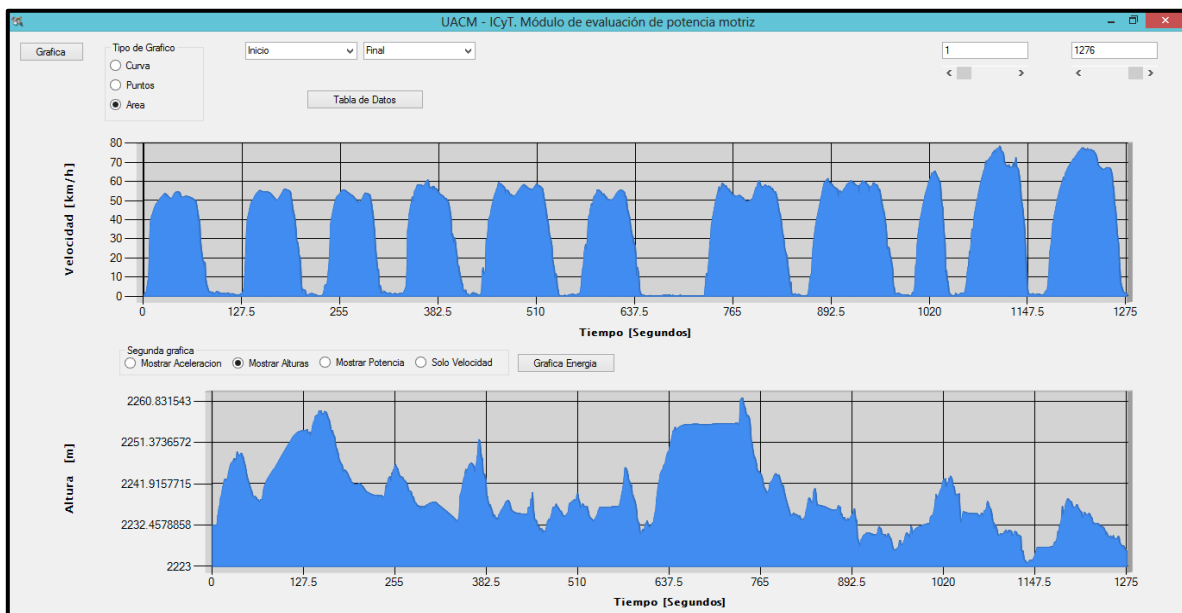 UACM - ICyT. Módulo de evaluación de potencia motriz
Grafica
Tipo de Grafico
Curva
Puntos
Area
Inicio
Final
1
1276
Tabla de Datos
Velocidad [km/h]
80
70
60
50
40
30
20
10
0
0 127.5 255 382.5 510 637.5 765 892.5 1020 1147.5 1275
Tiempo [Segundos]
Segunda grafica
Mostrar Aceleracion Mostrar Alturas Mostrar Potencia Solo Velocidad
Grafica Energia
Altura [m]
2260.831543
2251.3736572
2241.9157715
2232.4578858
2223
0 127.5 255 382.5 510 637.5 765 892.5 1020 1147.5 1275
Tiempo [Segundos]